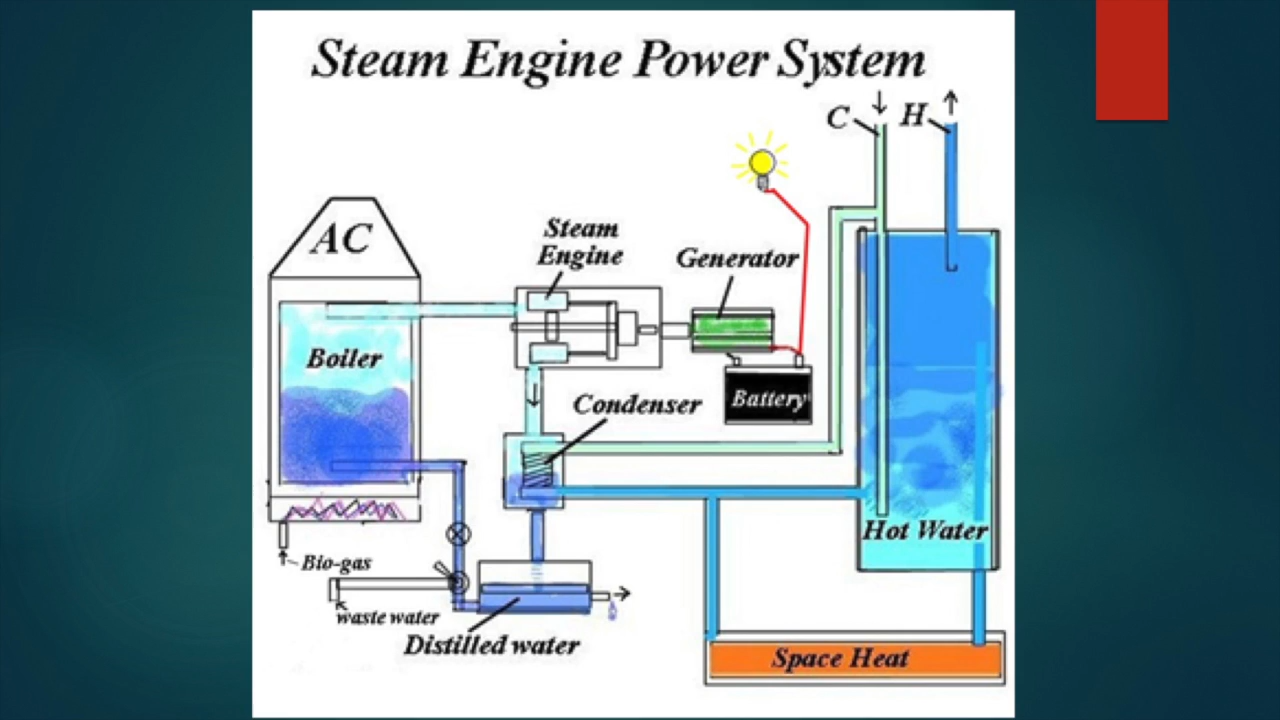 Steam Engine Power System
C
H
AC
Steam
Engine
Generator
Boiler
Battery
Condenser
Hot Water
Bio-gas
waste water
Distilled water
Space Heat